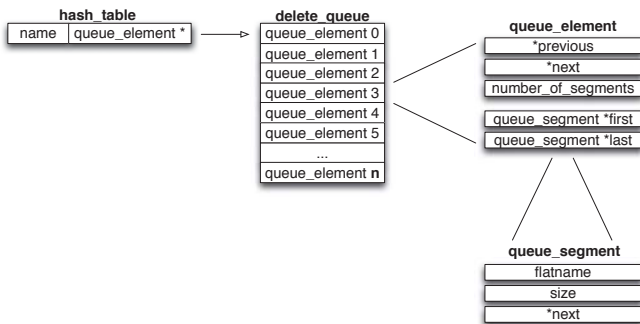 hash_table
name queue_element *
delete_queue
queue_element 0
queue_element 1
queue_element 2
queue_element 3
queue_element 4
queue_element 5
...
queue_element n
queue_element
*previous
*next
number_of_segments
queue_segment *first
queue_segment *last
queue_segment
flatname
size
*next